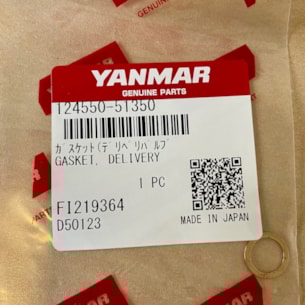 YANMAR
GENUINE PARTS
124550-51350
ガスケット(デリベリバルブ
GASKET, DELIVERY
1 PC
FI219364
D50123
MADE IN JAPAN